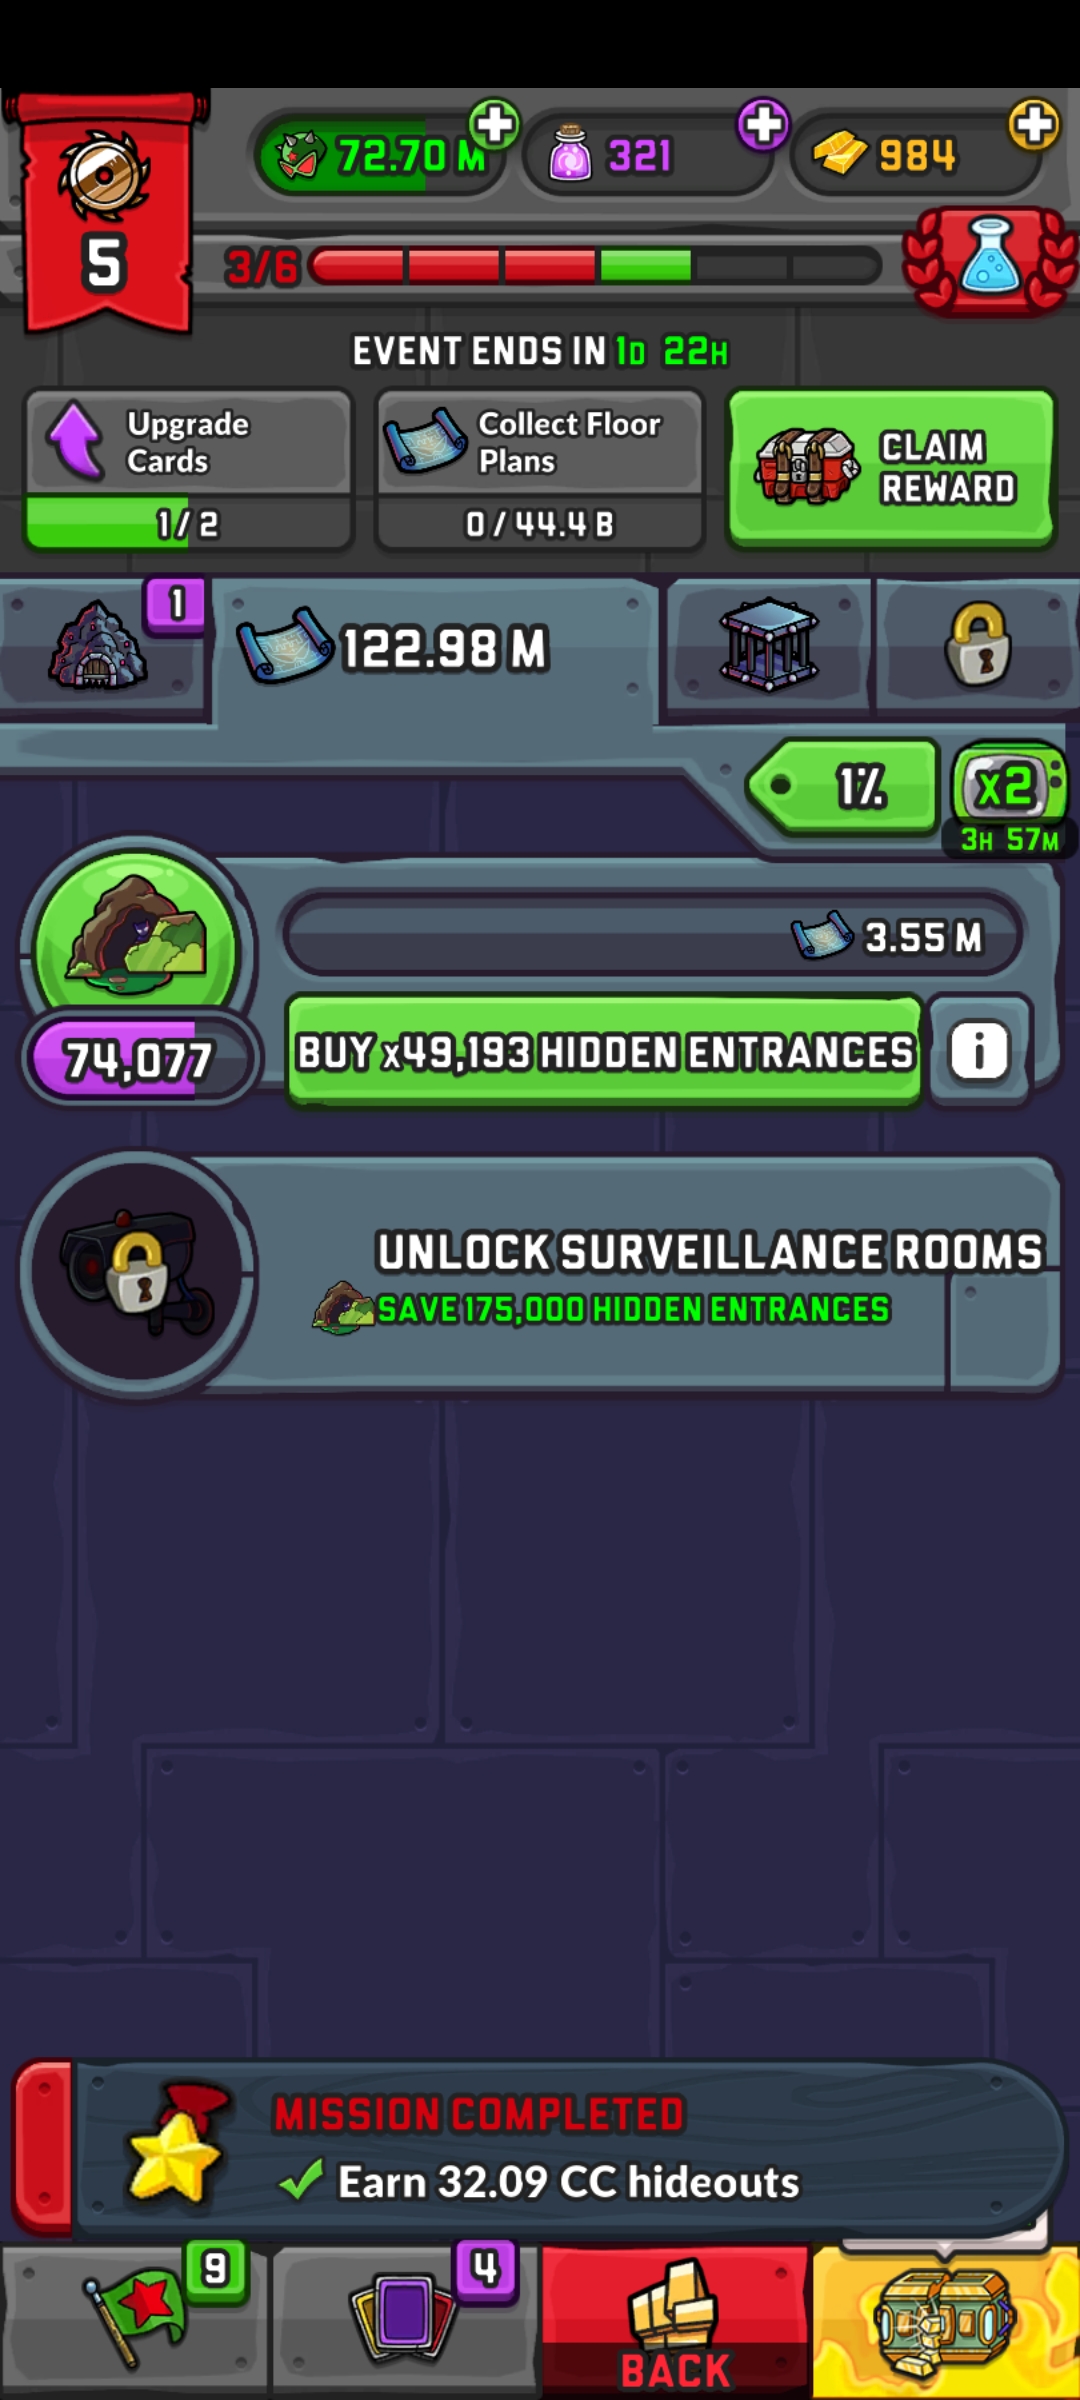 72.70 M
321
984
5
3/6
EVENT ENDS IN 1D 22H
Upgrade
Cards
1/2
Collect Floor
Plans
0/44.4 B
CLAIM
REWARD
1
122.98 M
1%
x2
3H 57M
3.55 M
74,077
BUY x49,193 HIDDEN ENTRANCES
i
UNLOCK SURVEILLANCE ROOMS
SAVE 175,000 HIDDEN ENTRANCES
MISSION COMPLETED
Earn 32.09 CC hideouts
9
4
BACK